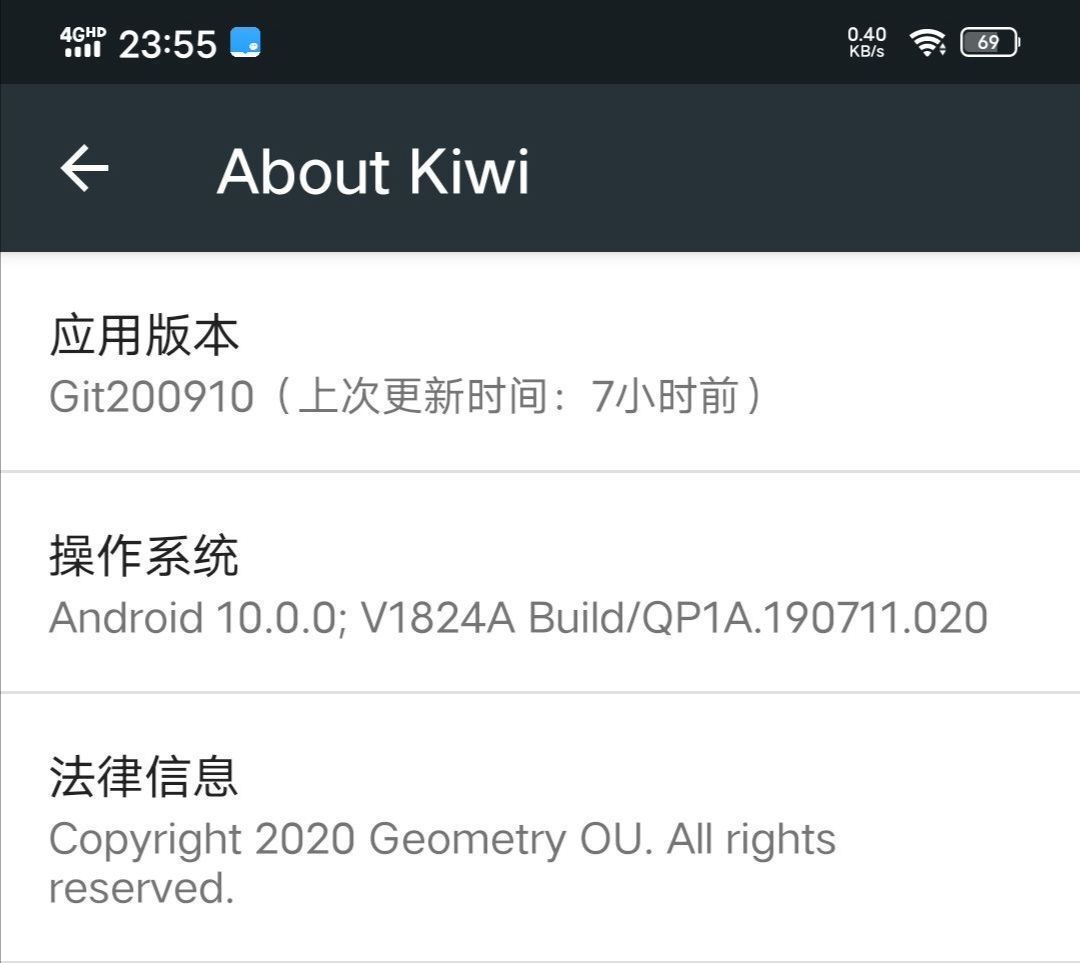 4GHD 23:55 0.40 KB/s 69
About Kiwi
应用版本
Git200910（上次更新时间：7小时前）
操作系统
Android 10.0.0; V1824A Build/QP1A.190711.020
法律信息
Copyright 2020 Geometry OU. All rights
reserved.